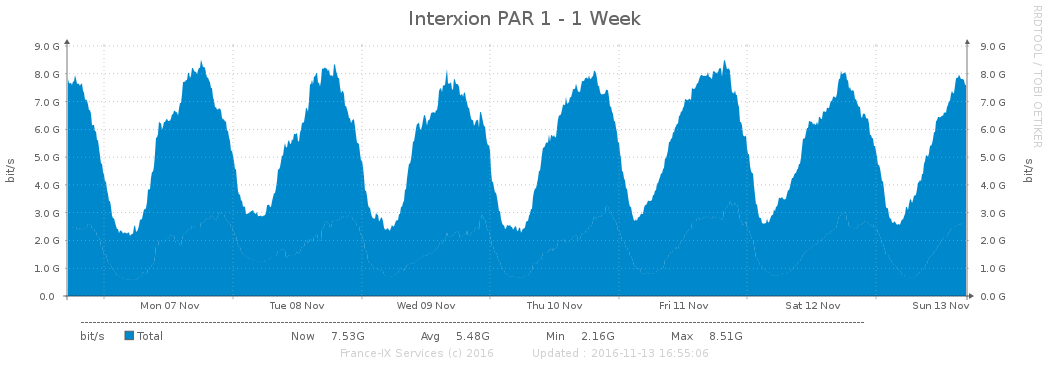 Interxion PAR 1 - 1 Week
RRDTOOL / TOBI OETIKER
9.0 G 9.0 G
8.0 G 8.0 G
7.0 G 7.0 G
6.0 G 6.0 G
5.0 G 5.0 G
4.0 G 4.0 G
3.0 G 3.0 G
2.0 G 2.0 G
1.0 G 1.0 G
0.0 0.0 G
bit/s bit/s
Mon 07 Nov Tue 08 Nov Wed 09 Nov Thu 10 Nov Fri 11 Nov Sat 12 Nov Sun 13 Nov
bit/s Total Now 7.53G Avg 5.48G Min 2.16G Max 8.51G
France-IX Services (c) 2016 Updated : 2016-11-13 16:55:06